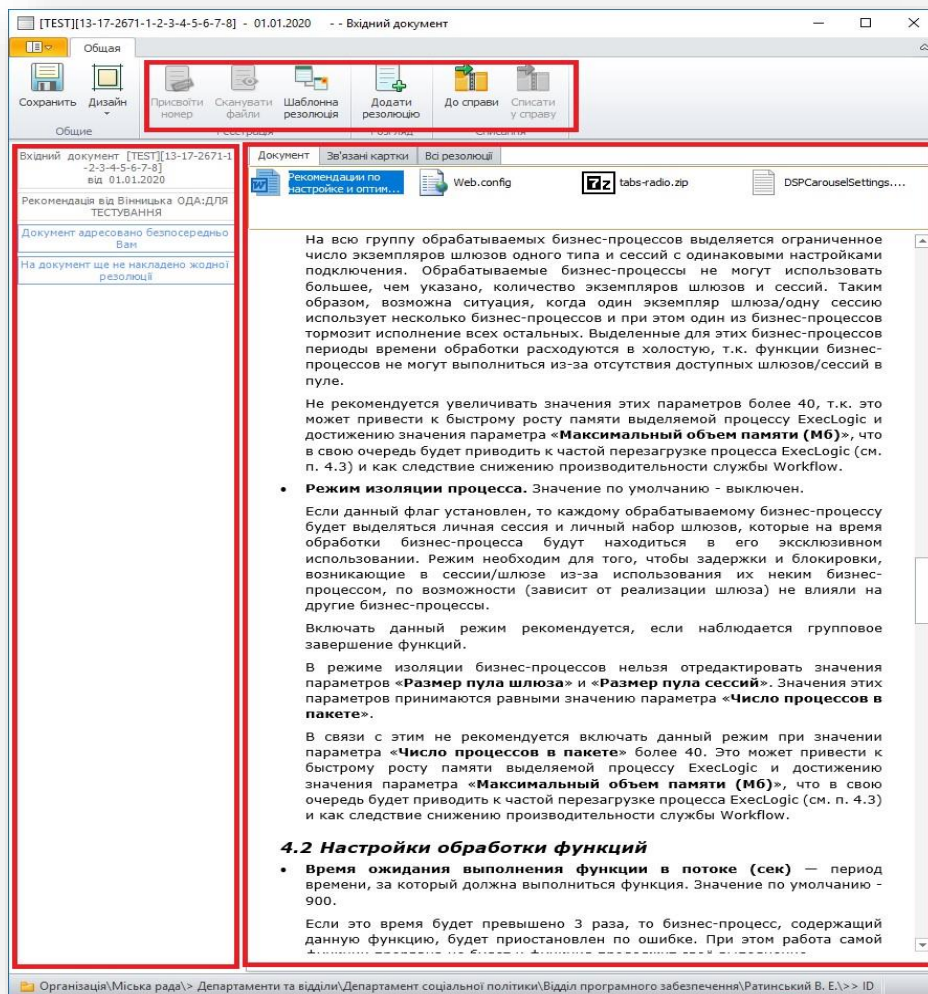 [TEST][13-17-2671-1-2-3-4-5-6-7-8] - 01.01.2020 - - Вхідний документ
Общая
Сохранить
Дизайн
Присвоїти номер
Сканувати файли
Шаблонна резолюція
Додати резолюцію
До справи
Списати у справу
Общие
Вхідний документ [TEST][13-17-2671-1
-2-3-4-5-6-7-8]
від 01.01.2020
Рекомендація від Вінницька ОДА:ДЛЯ
ТЕСТУВАННЯ
Документ адресовано безпосередньо
Вам
На документ ще не накладено жодної
резолюції
Документ Зв'язані картки Всі резолюції
Рекомендации по
настройке и оптим...
Web.config
7z tabs-radio.zip
DSPCarouselSettings....
На всю группу обрабатываемых бизнес-процессов выделяется ограниченное
число экземпляров шлюзов одного типа и сессий с одинаковыми настройками
подключения. Обрабатываемые бизнес-процессы не могут использовать
большее, чем указано, количество экземпляров шлюзов и сессий. Таким
образом, возможна ситуация, когда один экземпляр шлюза/одну сессию
использует несколько бизнес-процессов и при этом один из бизнес-процессов
тормозит исполнение всех остальных. Выделенные для этих бизнес-процессов
периоды времени обработки расходуются в холостую, т.к. функции бизнес-
процессов не могут выполниться из-за отсутствия доступных шлюзов/сессий в
пуле.
Не рекомендуется увеличивать значения этих параметров более 40, т.к. это
может привести к быстрому росту памяти выделяемой процессу ExecLogic и
достижению значения параметра «Максимальный объем памяти (Мб)», что
в свою очередь будет приводить к частой перезагрузке процесса ExecLogic (см.
п. 4.3) и как следствие снижению производительности службы Workflow.
• Режим изоляции процесса. Значение по умолчанию - выключен.
Если данный флаг установлен, то каждому обрабатываемому бизнес-процессу
будет выделяться личная сессия и личный набор шлюзов, которые на время
обработки бизнес-процесса будут находиться в его эксклюзивном
использовании. Режим необходим для того, чтобы задержки и блокировки,
возникающие в сессии/шлюзе из-за использования их неким бизнес-
процессом, по возможности (зависит от реализации шлюза) не влияли на
другие бизнес-процессы.
Включать данный режим рекомендуется, если наблюдается групповое
завершение функций.
В режиме изоляции бизнес-процессов нельзя отредактировать значения
параметров «Размер пула шлюза» и «Размер пула сессий». Значения этих
параметров принимаются равными значению параметра «Число процессов в
пакете».
В связи с этим не рекомендуется включать данный режим при значении
параметра «Число процессов в пакете» более 40. Это может привести к
быстрому росту памяти выделяемой процессу ExecLogic и достижению
значения параметра «Максимальный объем памяти (Мб)», что в свою
очередь будет приводить к частой перезагрузке процесса ExecLogic (см. п. 4.3)
и как следствие снижению производительности службы Workflow.
4.2 Настройки обработки функций
• Время ожидания выполнения функции в потоке (сек) — период
времени, за который должна выполниться функция. Значение по умолчанию -
900.
Если это время будет превышено 3 раза, то бизнес-процесс, содержащий
данную функцию, будет приостановлен по ошибке. При этом работа самой
Організація\Міська рада\> Департаменти та відділи\Департамент соціальної політики\Відділ програмного забезпечення\Ратинський В. Е.\>> ID